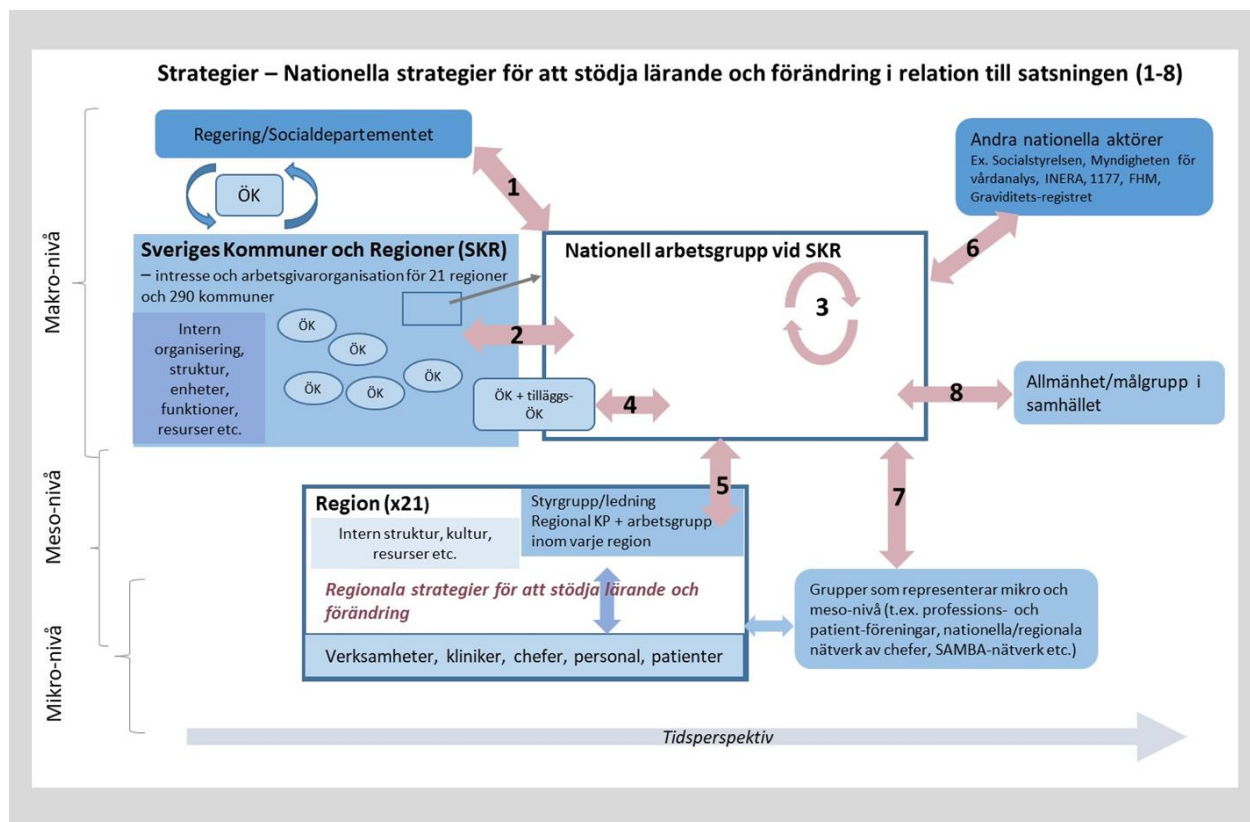 Strategier – Nationella strategier för att stödja lärande och förändring i relation till satsningen (1-8)
Makro-nivå
Meso-nivå
Mikro-nivå
Regering/Socialdepartementet
ÖK
1
Andra nationella aktörer
Ex. Socialstyrelsen, Myndigheten för
vårdanalys, INERA, 1177, FHM,
Graviditets-registret
6
Sveriges Kommuner och Regioner (SKR)
– intresse och arbetsgivarorganisation för 21 regioner
och 290 kommuner
Intern
organisering,
struktur,
enheter,
funktioner,
resurser etc.
ÖK
ÖK
ÖK
ÖK
ÖK
2
Nationell arbetsgrupp vid SKR
3
ÖK + tilläggs-
ÖK
4
8
Allmänhet/målgrupp i
samhället
5
7
Region (x21)
Intern struktur, kultur,
resurser etc.
Styrgrupp/ledning
Regional KP + arbetsgrupp
inom varje region
Regionala strategier för att stödja lärande och
förändring
Verksamheter, kliniker, chefer, personal, patienter
Grupper som representerar mikro och
meso-nivå (t.ex. professions- och
patient-föreningar, nationella/regionala
nätverk av chefer, SAMBA-nätverk etc.)
Tidsperspektiv